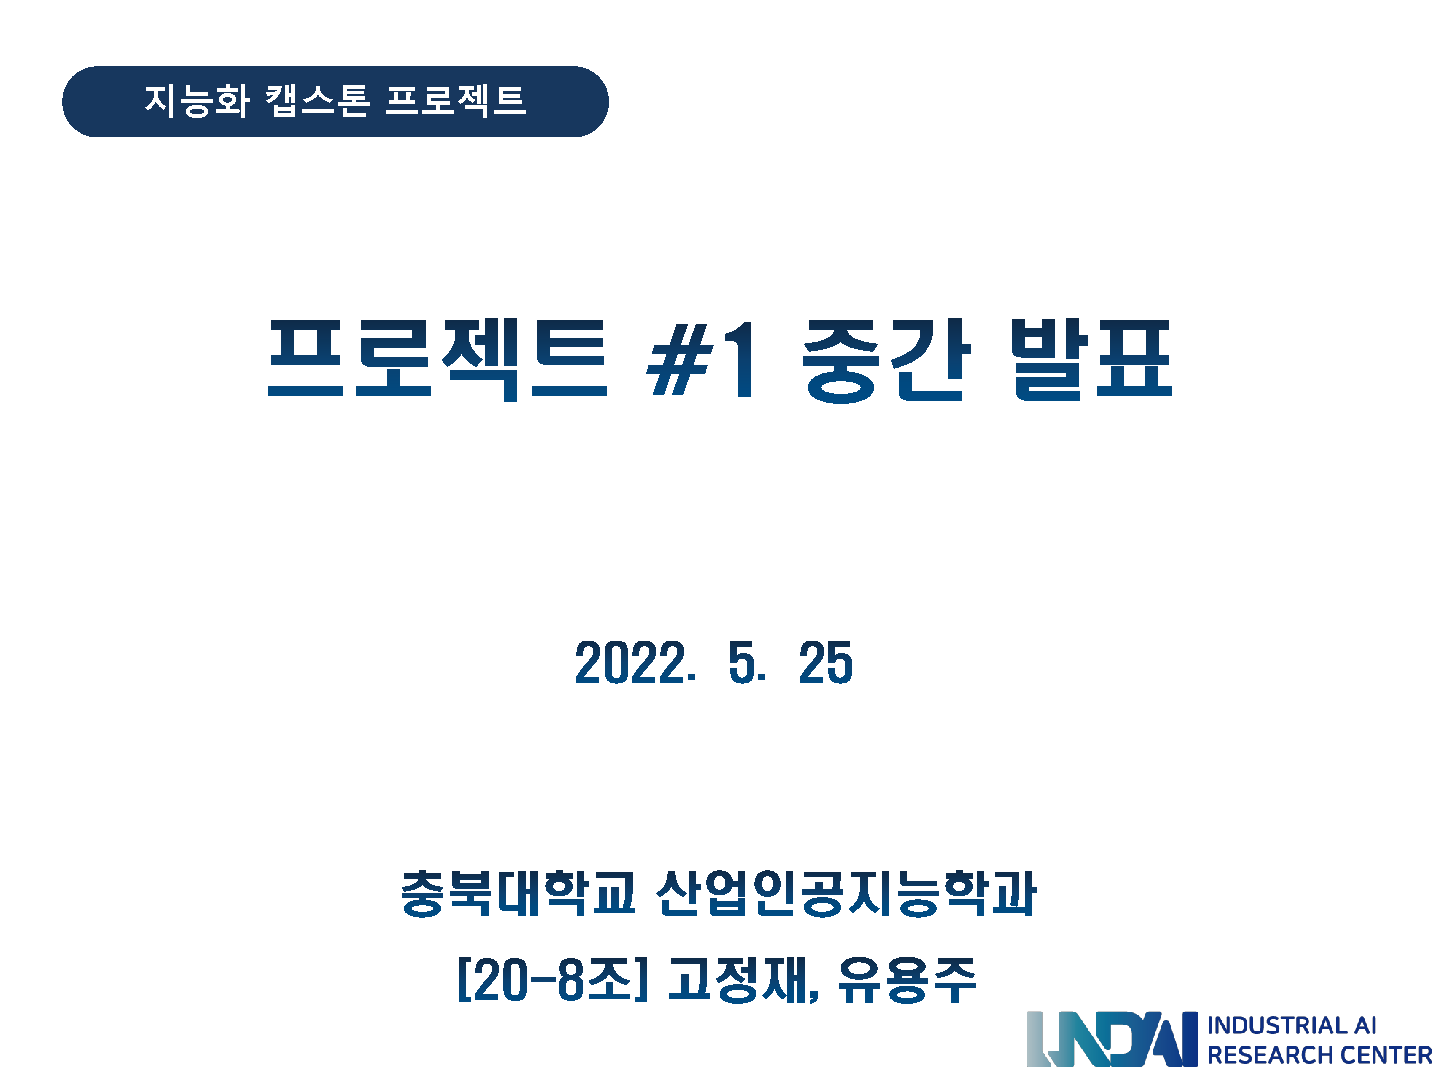 지능화 캡스톤 프로젝트
프로젝트 #1 중간 발표
2022. 5. 25
충북대학교 산업인공지능학과
[20-8조] 고정재, 유용주
INDAI INDUSTRIAL AI
RESEARCH CENTER